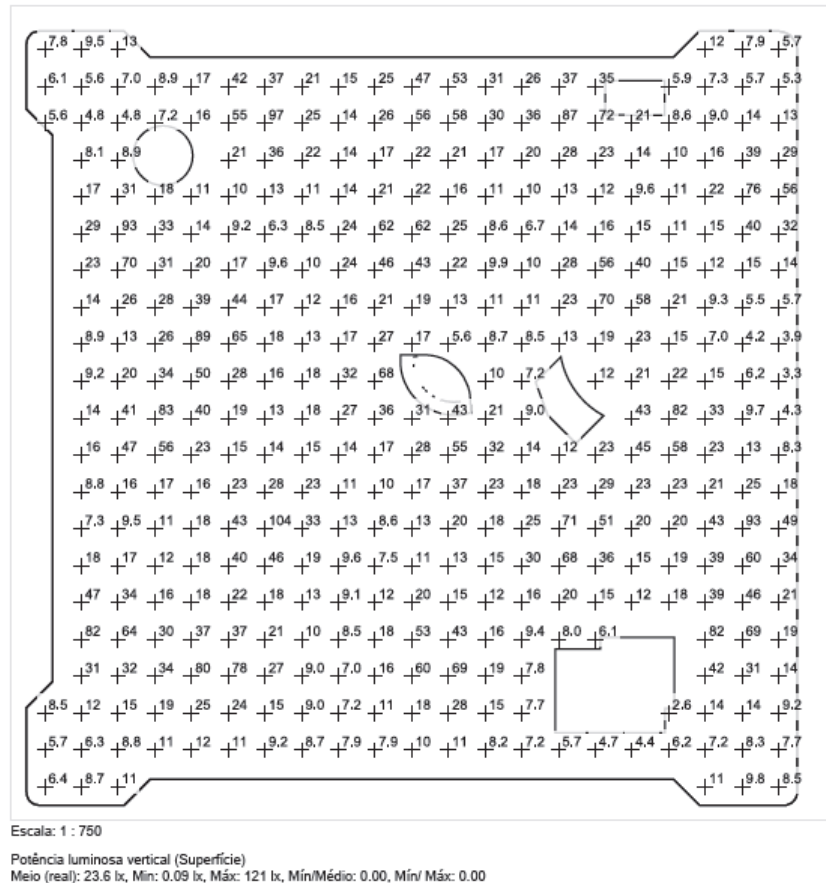 7,8 9,5 13 12 7,9 5,7
6.1 5.6 7.0 8.9 17 42 37 21 15 25 47 53 31 26 37 35 5.9 7.3 5.7 5.3
5.6 4.8 4.8 7.2 16 55 97 25 14 26 56 58 30 36 87 72 21 8.6 9.0 14 13
8.1 8.9 21 36 22 14 17 22 21 17 20 28 23 14 10 16 39 29
17 31 18 11 10 13 11 14 21 22 16 11 10 13 12 9,6 11 22 76 56
29 93 33 14 9.2 6.3 8.5 24 62 62 25 8.6 6.7 14 16 15 11 15 40 32
23 70 31 20 17 9.6 10 24 46 43 22 9.9 10 28 56 40 15 12 15 14
14 26 28 39 44 17 12 16 21 19 13 11 11 23 70 58 21 9.3 5.5 5.7
8.9 13 26 89 65 18 13 17 27 17 5.6 8.7 8.5 13 19 23 15 7.0 4.2 3.9
9,2 20 34 50 28 16 18 32 68 10 7,2 12 21 22 15 6,2 3,3
14 41 83 40 19 13 18 27 36 31 43 21 9.0 43 82 33 9.7 4.3
16 47 56 23 15 14 15 14 17 28 55 32 14 12 23 45 58 23 13 8,3
8.8 16 17 16 23 28 23 11 10 17 37 23 18 23 29 23 23 21 25 18
7,3 9,5 11 18 43 104 33 13 8,6 13 20 18 25 71 51 20 20 43 93 49
18 17 12 18 40 46 19 9.6 7.5 11 13 15 30 68 36 15 19 39 60 34
47 34 16 18 22 18 13 9.1 12 20 15 12 16 20 15 12 18 39 46 21
82 64 30 37 37 21 10 8.5 18 53 43 16 9.4 8.0 6.1 82 69 19
31 32 34 80 78 27 9.0 7.0 16 60 69 19 7.8 42 31 14
8.5 12 15 19 25 24 15 9.0 7.2 11 18 28 15 7.7 2.6 14 14 9.2
5,7 6.3 8.8 11 12 11 9.2 8.7 7.9 7.9 10 11 8.2 7.2 5.7 4.7 4.4 6.2 7.2 8.3 7.7
6.4 8.7 11 11 9.8 8.5
Escala: 1 : 750
Potência luminosa vertical (Superfície)
Meio (real): 23.6 lx, Min: 0.09 lx, Máx: 121 lx, Mín/Médio: 0.00, Mín/ Máx: 0.00